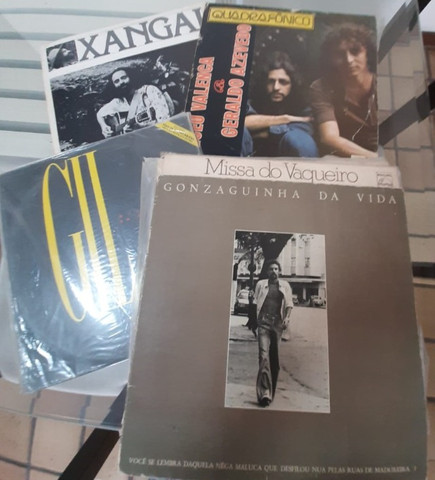 XANGAI
QUADRAFÔNICO
CEU VALENÇA
&
GERALDO AZEVEDO
GIL
Missa do Vaqueiro
GONZAGUINHA DA VIDA
VOCÊ SE LEMBRA DAQUELA NÊGA MALUCA QUE DESFILOU NUA PELAS RUAS DE MADUREIRA ?